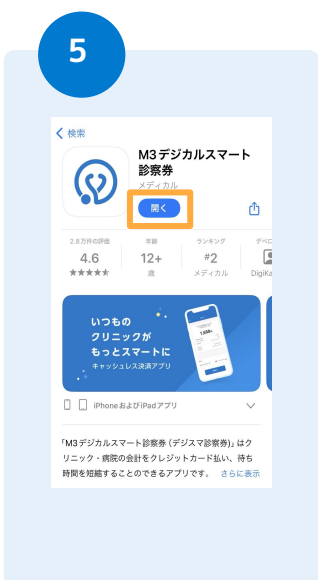 5
検索
M3デジカルスマート
診察券
メディカル
開く
2.8万件の評価
年齢
ランキング
デベロ
4.6
12+
#2
★★★★★
歳
メディカル
DigiKa
いつもの
クリニックが
もっとスマートに
キャッシュレス決済アプリ
iPhoneおよびiPadアプリ
「M3デジカルスマート診察券（デジスマ診察券）」はク
リニック・病院の会計をクレジットカード払い、待ち
時間を短縮することのできるアプリです。 さらに表示